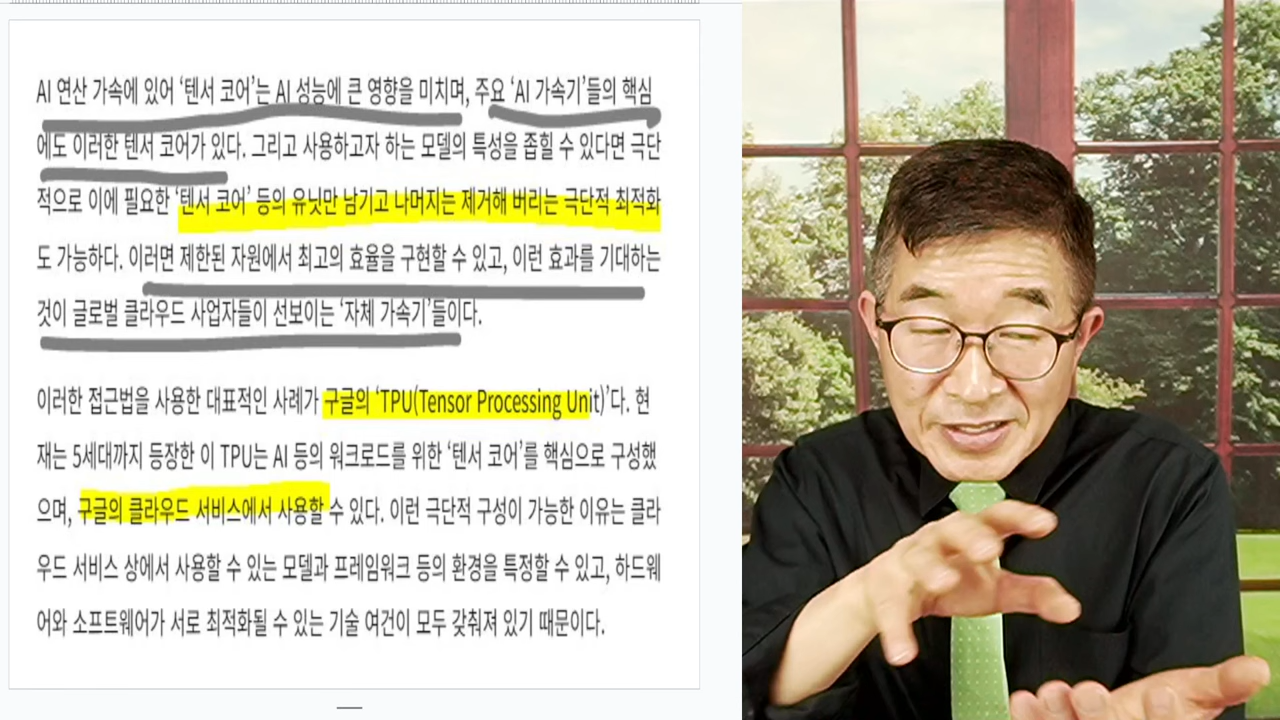 AI 연산 가속에 있어 ‘텐서 코어’는 AI 성능에 큰 영향을 미치며, 주요 ‘AI 가속기’들의 핵심
에도 이러한 텐서 코어가 있다. 그리고 사용하고자 하는 모델의 특성을 좁힐 수 있다면 극단
적으로 이에 필요한 ‘텐서 코어’ 등의 유닛만 남기고 나머지는 제거해 버리는 극단적 최적화
도 가능하다. 이러면 제한된 자원에서 최고의 효율을 구현할 수 있고, 이런 효과를 기대하는
것이 글로벌 클라우드 사업자들이 선보이는 ‘자체 가속기’들이다.
이러한 접근법을 사용한 대표적인 사례가 구글의 ‘TPU(Tensor Processing Unit)’다. 현
재는 5세대까지 등장한 이 TPU는 AI 등의 워크로드를 위한 ‘텐서 코어’를 핵심으로 구성했
으며, 구글의 클라우드 서비스에서 사용할 수 있다. 이런 극단적 구성이 가능한 이유는 클라
우드 서비스 상에서 사용할 수 있는 모델과 프레임워크 등의 환경을 특정할 수 있고, 하드웨
어와 소프트웨어가 서로 최적화될 수 있는 기술 여건이 모두 갖춰져 있기 때문이다.